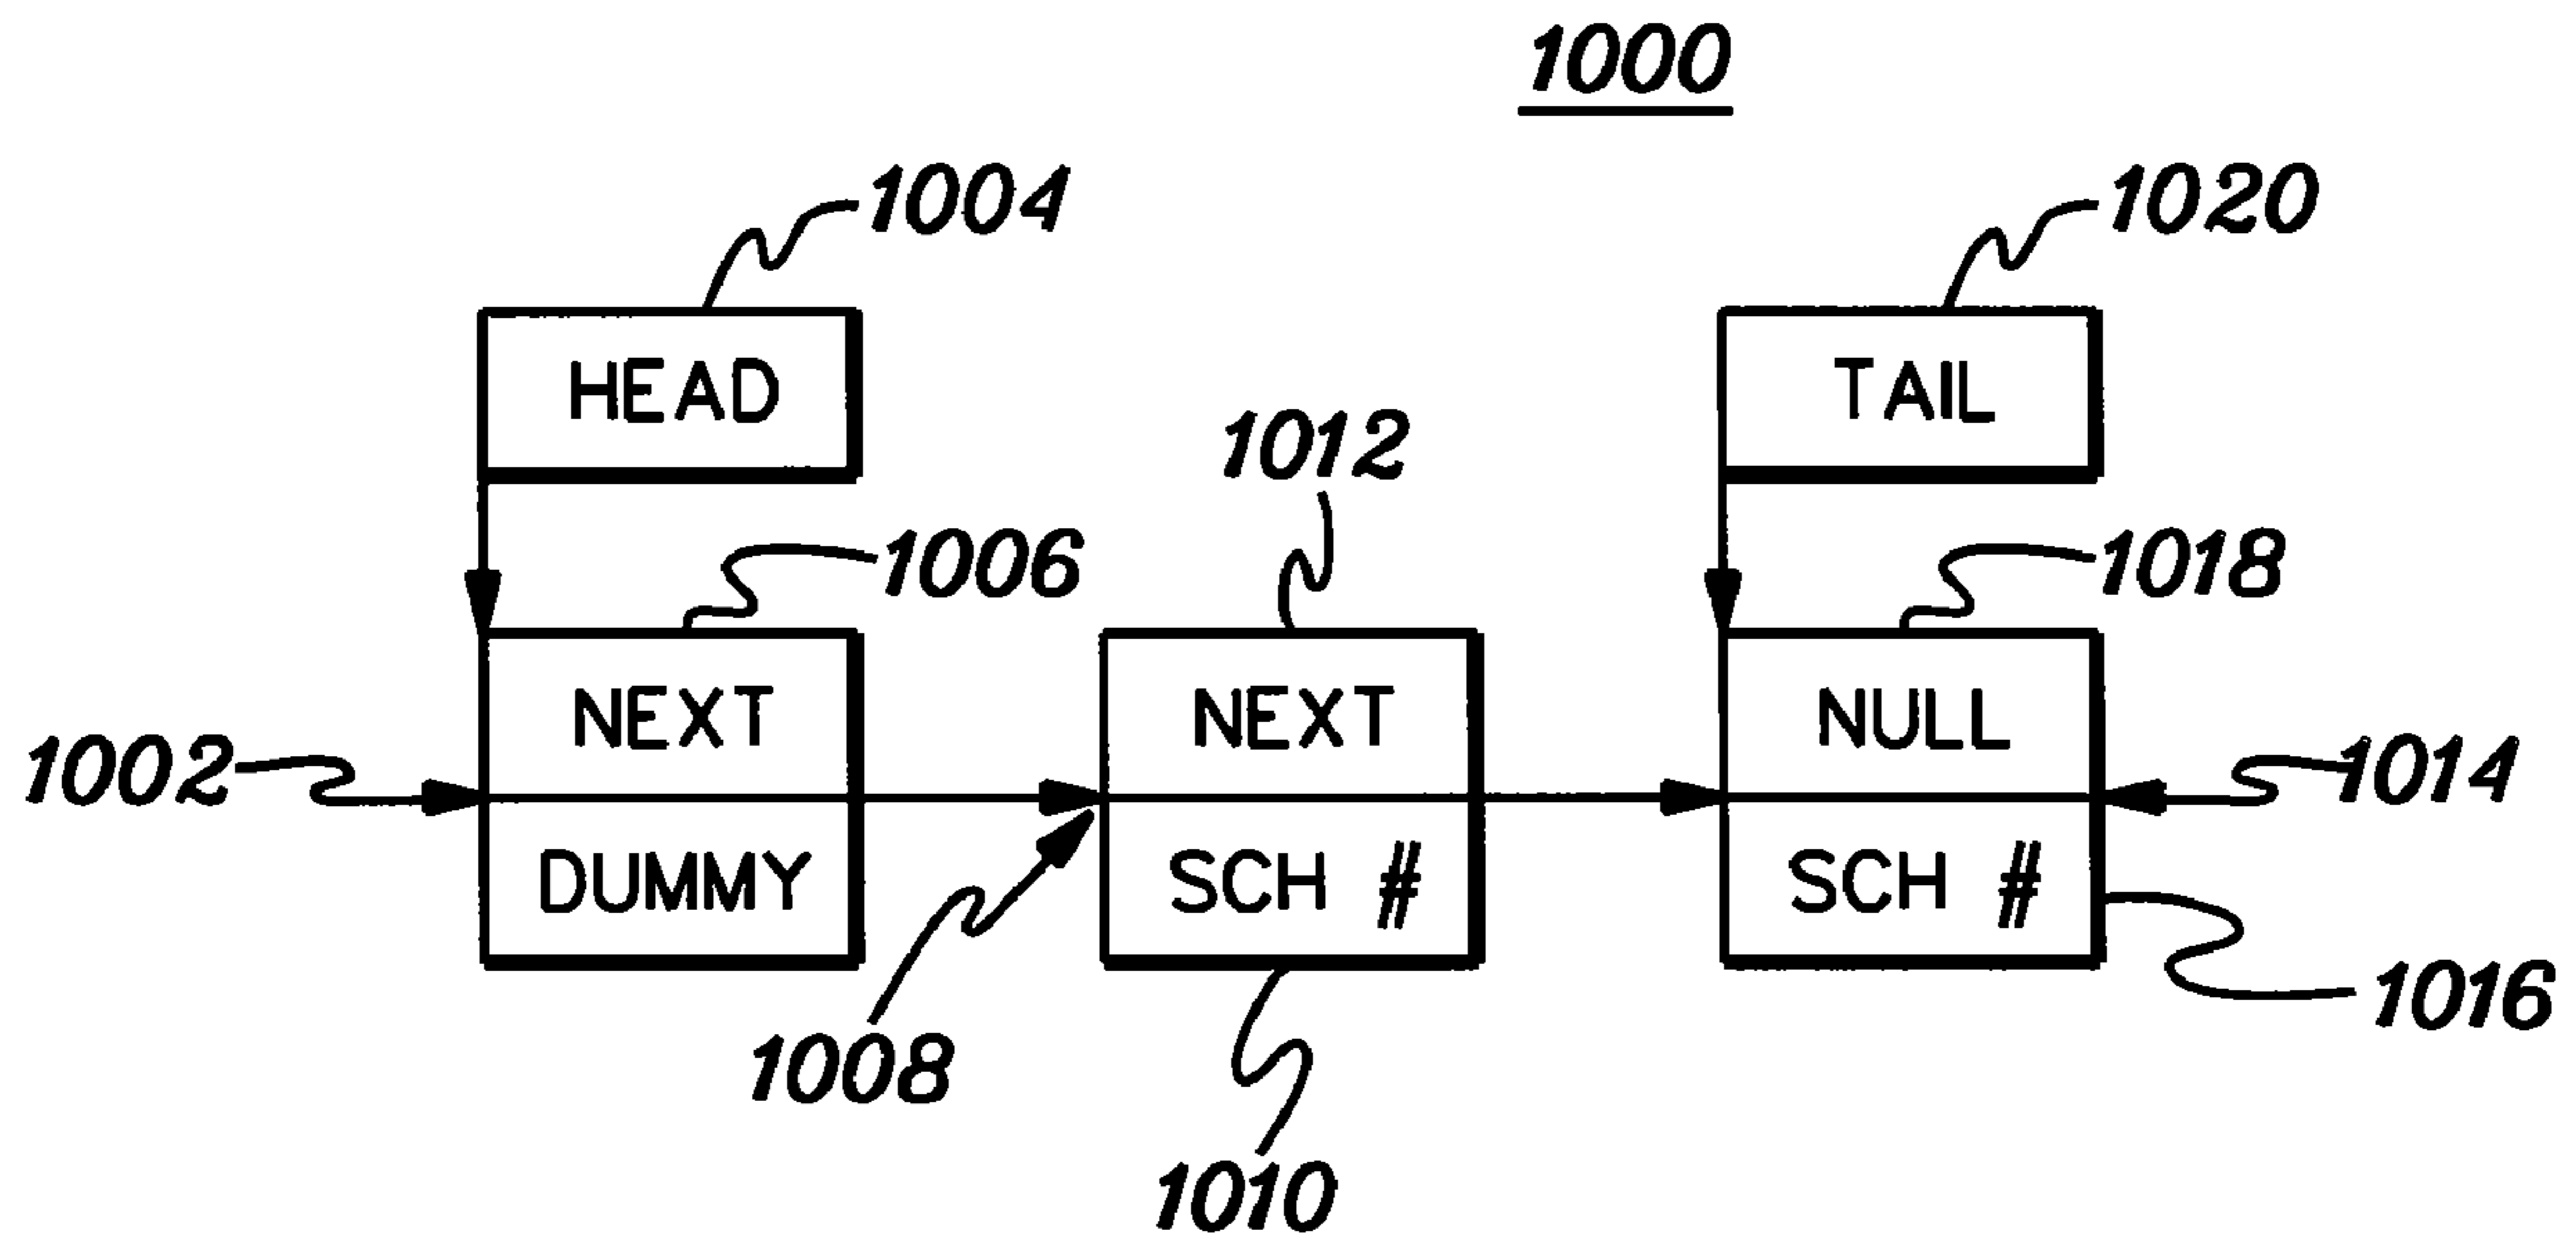 1000
1004 1020
HEAD TAIL
1012
1006 1018
NEXT NEXT NULL
1002 1014
DUMMY SCH # SCH #
1016
1008
1010